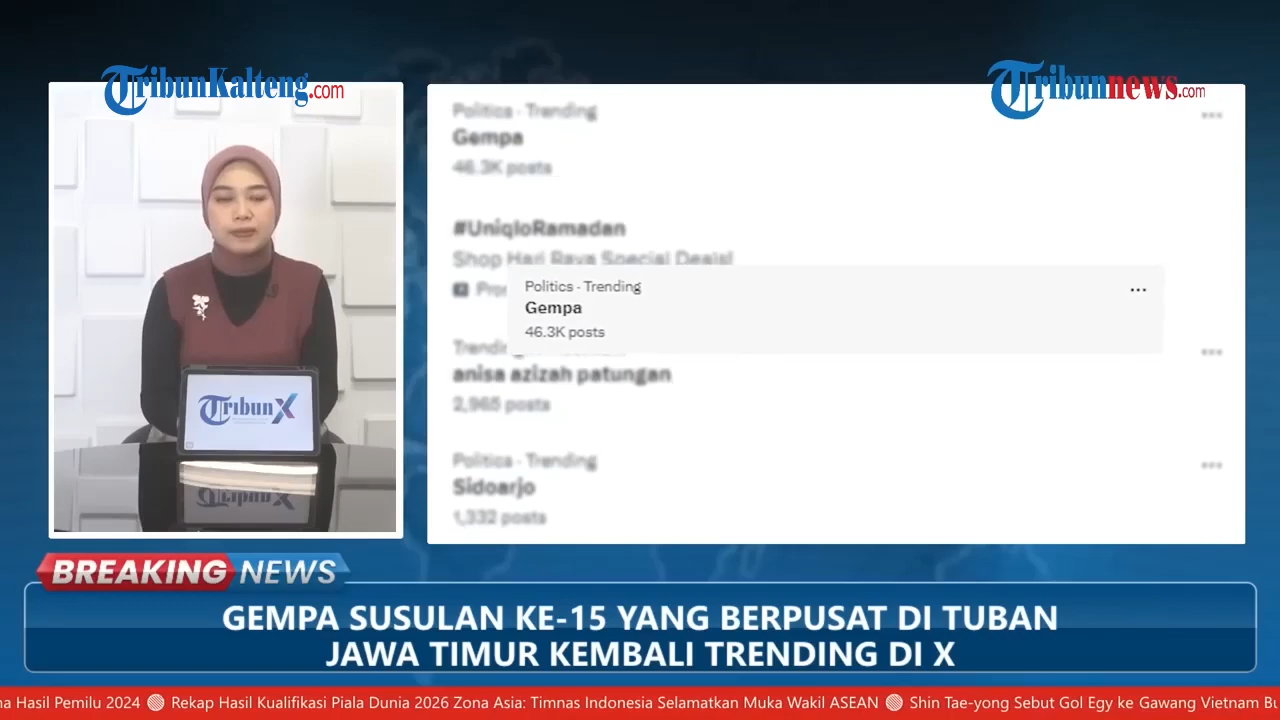 TribunKalteng.com
Tribunnews.com
Politics · Trending
Gempa
46.3K posts
#UniqloRamadan
Shop Hari Raya Special Deals!
Politics · Trending
Gempa
46.3K posts
anisa azizah patungan
2,965 posts
Politics · Trending
Sidoarjo
1,332 posts
TribunX
BREAKING NEWS
GEMPA SUSULAN KE-15 YANG BERPUSAT DI TUBAN
JAWA TIMUR KEMBALI TRENDING DI X
Hasil Pemilu 2024 Rekap Hasil Kualifikasi Piala Dunia 2026 Zona Asia: Timnas Indonesia Selamatkan Muka Wakil ASEAN Shin Tae-yong Sebut Gol Egy ke Gawang Vietnam